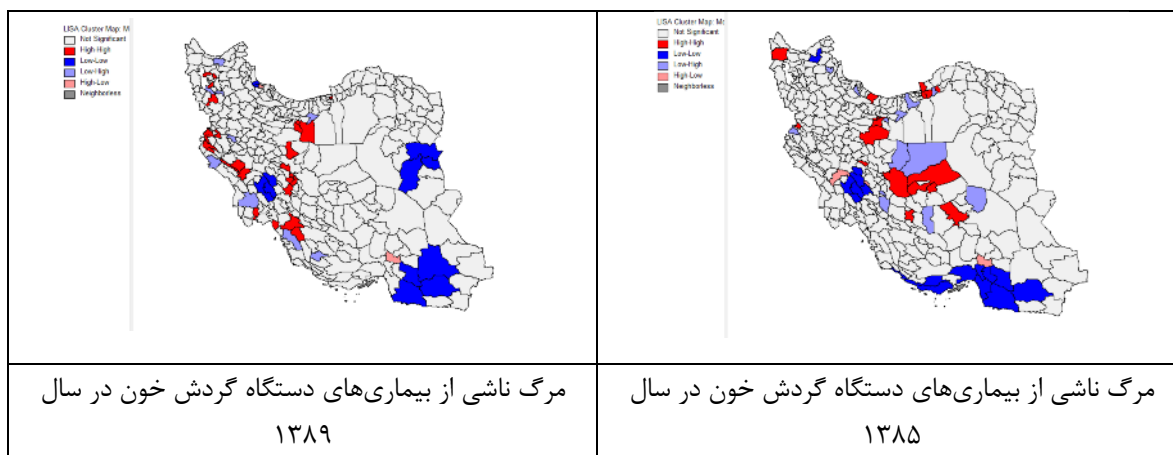 LISA Cluster Map: Mc
Not Significant
High-High
Low-Low
Low-High
High-Low
Neighborless
LISA Cluster Map: M
Not Significant
High-High
Low-Low
Low-High
High-Low
Neighborless
مرگ ناشی از بیماری‌های دستگاه گردش خون در سال
۱۳۸۵
مرگ ناشی از بیماری‌های دستگاه گردش خون در سال
۱۳۸۹